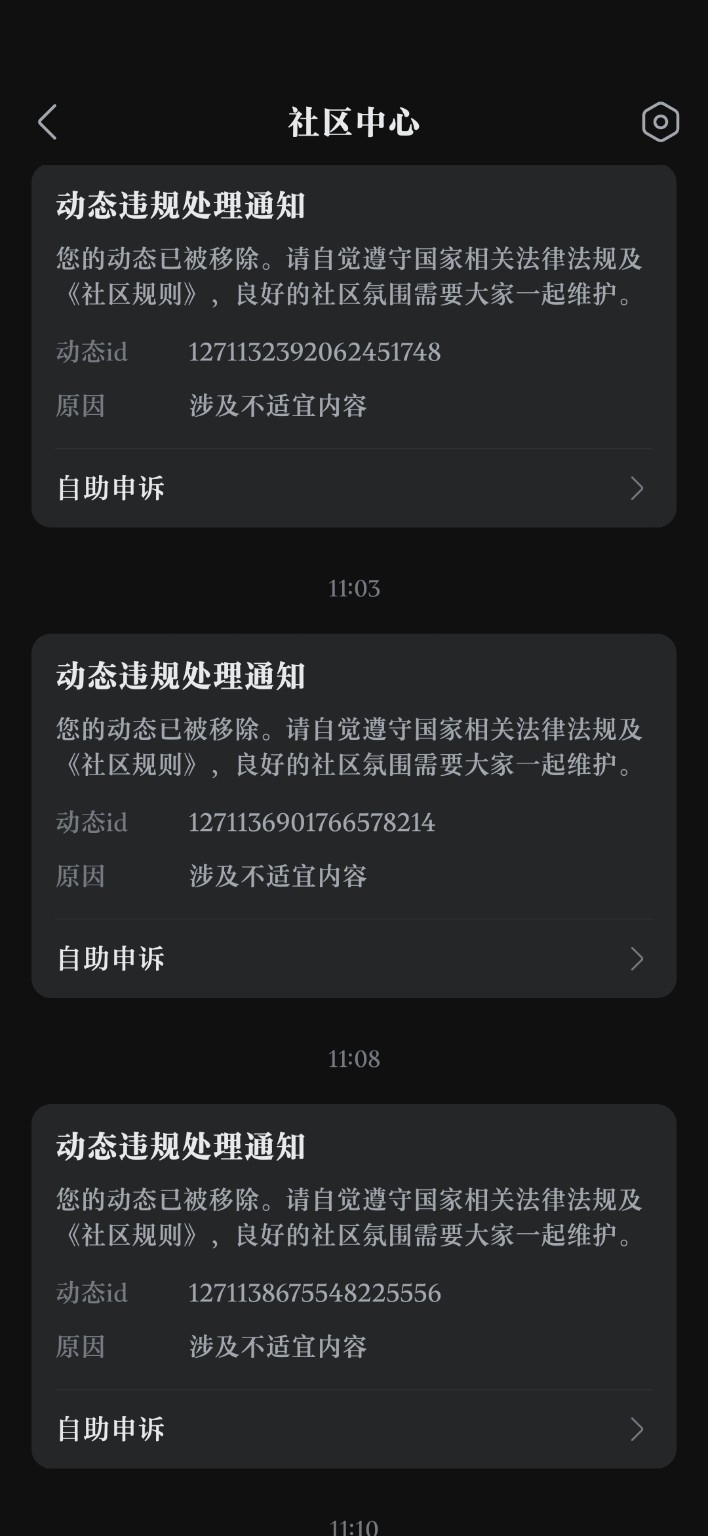 社区中心
动态违规处理通知
您的动态已被移除。请自觉遵守国家相关法律法规及
《社区规则》，良好的社区氛围需要大家一起维护。
动态id 1271132392062451748
原因 涉及不适宜内容
自助申诉
11:03
动态违规处理通知
您的动态已被移除。请自觉遵守国家相关法律法规及
《社区规则》，良好的社区氛围需要大家一起维护。
动态id 1271136901766578214
原因 涉及不适宜内容
自助申诉
11:08
动态违规处理通知
您的动态已被移除。请自觉遵守国家相关法律法规及
《社区规则》，良好的社区氛围需要大家一起维护。
动态id 1271138675548225556
原因 涉及不适宜内容
自助申诉
11:10